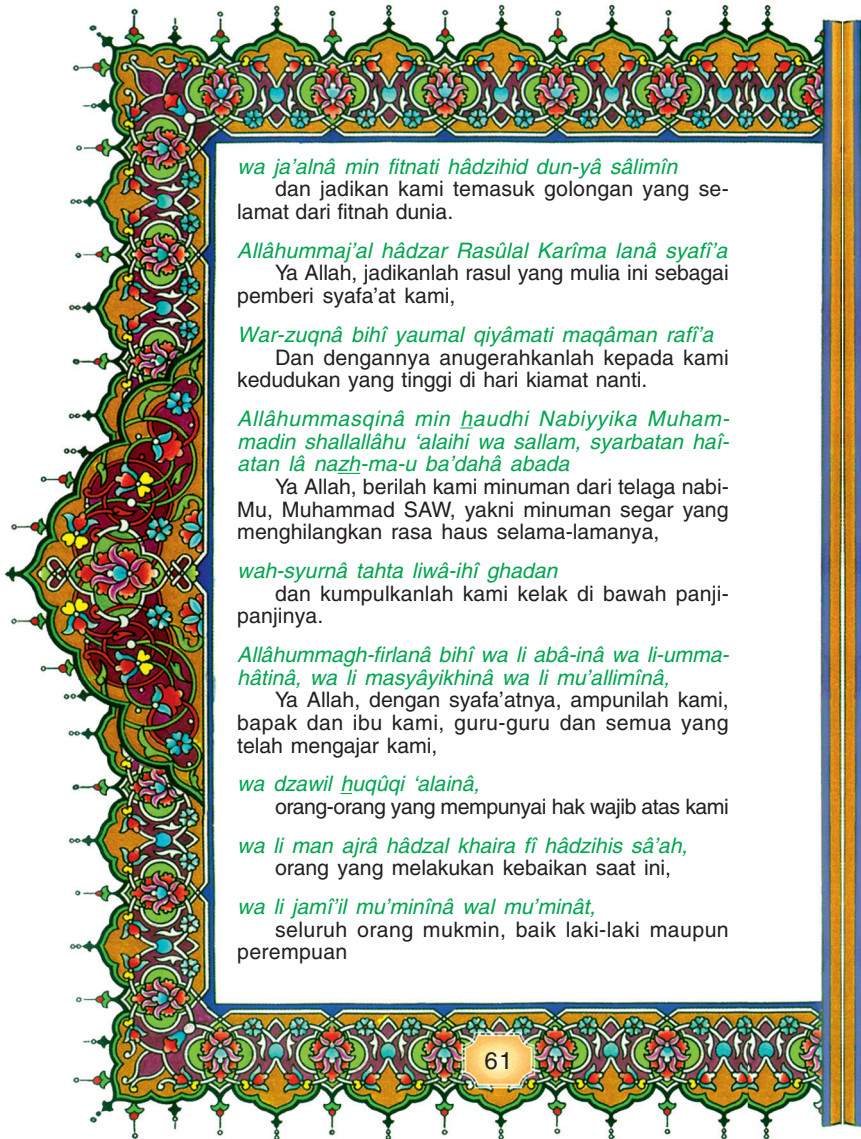 wa ja’alnâ min fitnati hâdzihid dun-yâ sâlimîn
dan jadikan kami temasuk golongan yang se-
lamat dari fitnah dunia.
Allâhummaj’al hâdzar Rasûlal Karîma lanâ syafî’a
Ya Allah, jadikanlah rasul yang mulia ini sebagai
pemberi syafa’at kami,
War-zuqnâ bihî yaumal qiyâmati maqâman rafî’a
Dan dengannya anugerahkanlah kepada kami
kedudukan yang tinggi di hari kiamat nanti.
Allâhummasqinâ min haudhi Nabiyyika Muham-
madin shallallâhu ‘alaihi wa sallam, syarbatan haî-
atan lâ nazh-ma-u ba’dahâ abada
Ya Allah, berilah kami minuman dari telaga nabi-
Mu, Muhammad SAW, yakni minuman segar yang
menghilangkan rasa haus selama-lamanya,
wah-syurnâ tahta liwâ-ihî ghadan
dan kumpulkanlah kami kelak di bawah panji-
panjinya.
Allâhummagh-firlanâ bihî wa li abâ-inâ wa li-umma-
hâtinâ, wa li masyâyikhinâ wa li mu’allimînâ,
Ya Allah, dengan syafa’atnya, ampunilah kami,
bapak dan ibu kami, guru-guru dan semua yang
telah mengajar kami,
wa dzawil huqûqi ‘alainâ,
orang-orang yang mempunyai hak wajib atas kami
wa li man ajrâ hâdzal khaira fî hâdzihis sâ’ah,
orang yang melakukan kebaikan saat ini,
wa li jamî’il mu’minînâ wal mu’minât,
seluruh orang mukmin, baik laki-laki maupun
perempuan
61